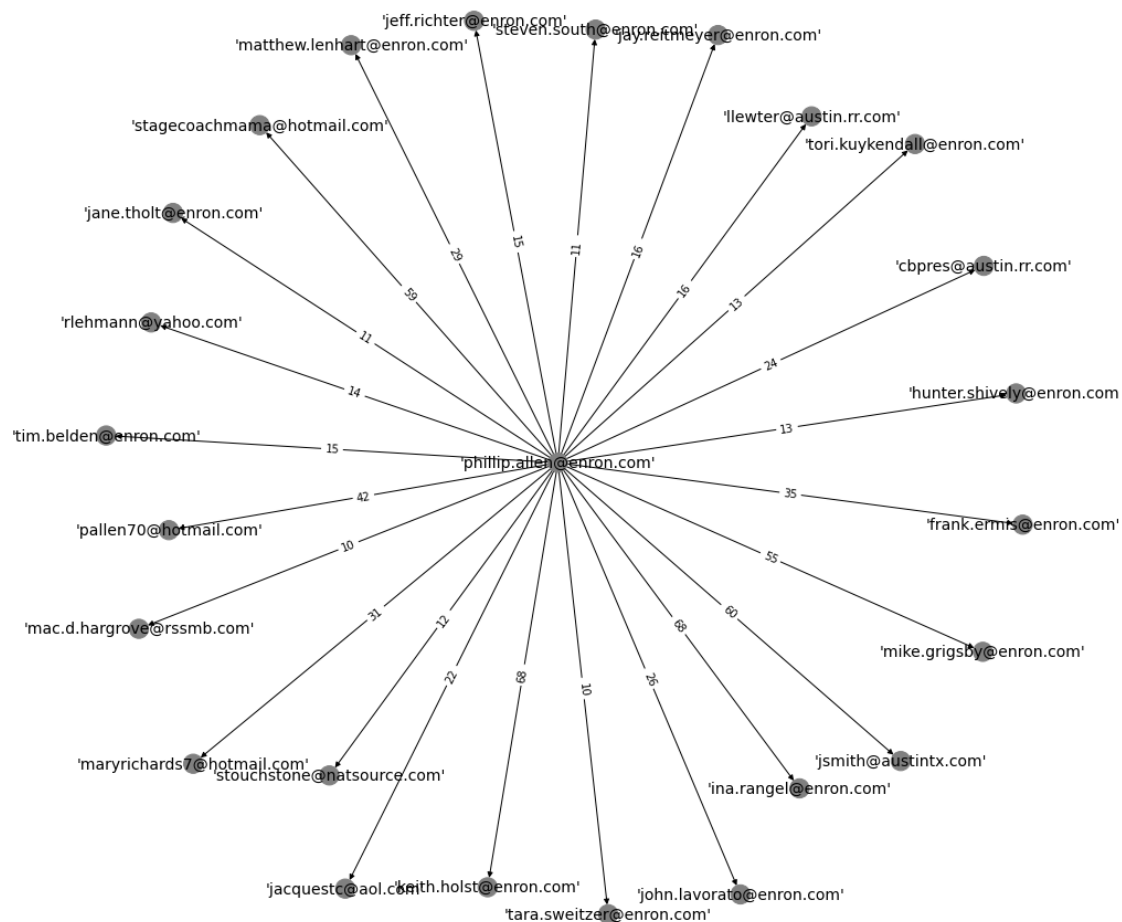 'jeff.richter@enron.com'
'steven.south@enron.com'
'jay.reitmeyer@enron.com'
'matthew.lenhart@enron.com'
'llewter@austin.rr.com'
'stagecoachmama@hotmail.com'
'tori.kuykendall@enron.com'
'jane.tholt@enron.com'
11
16
15
29
'cbpres@austin.rr.com'
16
59
13
'rlehmann@yahoo.com'
11
24
14
'hunter.shively@enron.com
13
'tim.belden@enron.com'
15
'phillip.allen@enron.com'
42
35
'pallen70@hotmail.com'
'frank.ermis@enron.com'
10
55
31
12
60
'mac.d.hargrove@rssmb.com'
68
'mike.grigsby@enron.com'
22
68
10
26
'maryrichards7@hotmail.com'
'stouchstone@natsource.com'
'jsmith@austintx.com'
'ina.rangel@enron.com'
'jacquestc@aol.com
'keith.holst@enron.com'
'john.lavorato@enron.com'
'tara.sweitzer@enron.com'